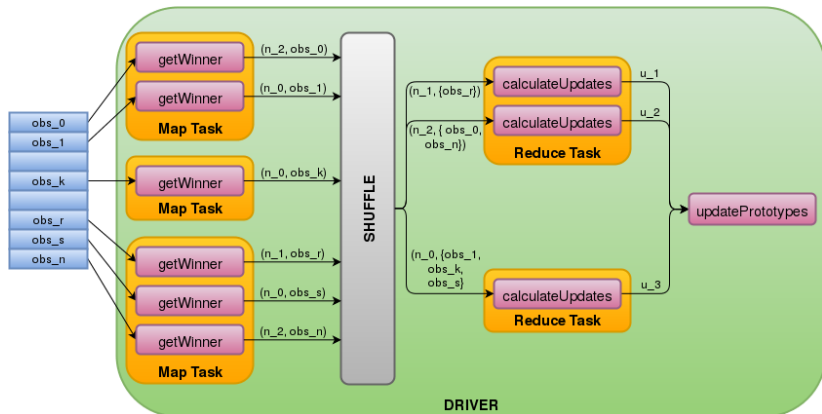 obs_0
obs_1
obs_k
obs_r
obs_s
obs_n
getWinner
getWinner
Map Task
getWinner
Map Task
getWinner
getWinner
getWinner
Map Task
(n_2, obs_0)
(n_0, obs_1)
(n_0, obs_k)
(n_1, obs_r)
(n_0, obs_s)
(n_2, obs_n)
SHUFFLE
(n_1, {obs_r})
(n_2, { obs_0,
obs_n})
(n_0, {obs_1,
obs_k,
obs_s}
calculateUpdates
calculateUpdates
Reduce Task
calculateUpdates
Reduce Task
u_1
u_2
u_3
updatePrototypes
DRIVER